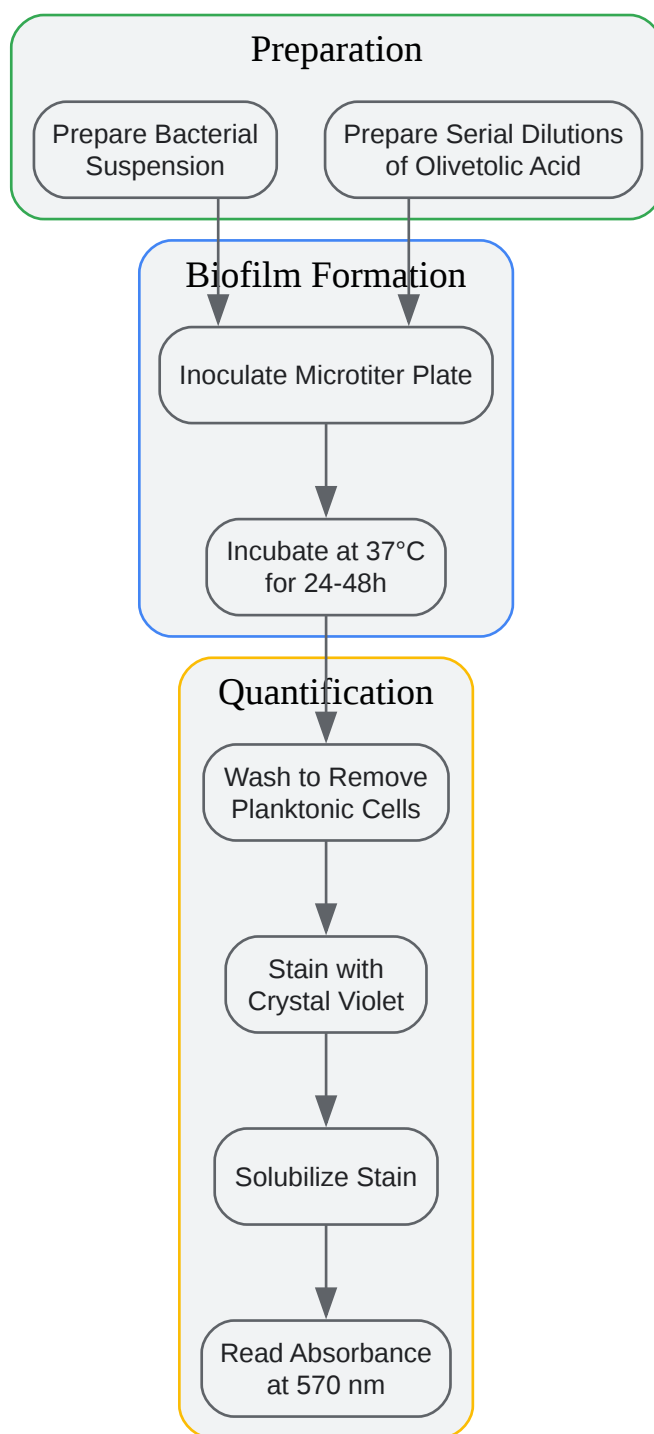 Preparation
Prepare Bacterial
Suspension
Prepare Serial Dilutions
of Olivetolic Acid
Biofilm Formation
Inoculate Microtiter Plate
Incubate at 37°C
for 24-48h
Quantification
Wash to Remove
Planktonic Cells
Stain with
Crystal Violet
Solubilize Stain
Read Absorbance
at 570 nm